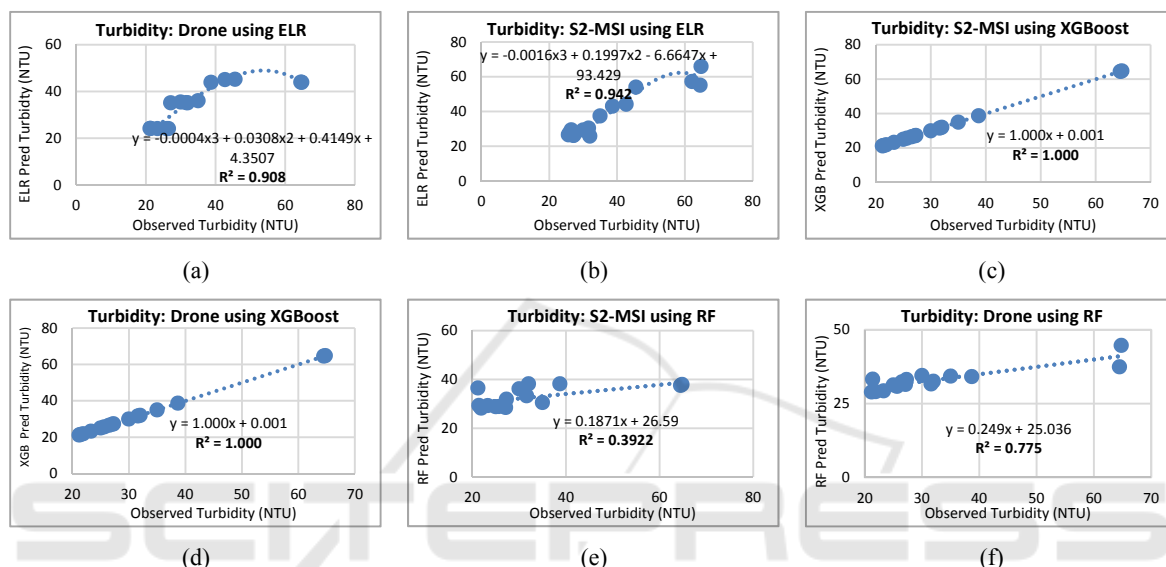 Turbidity: Drone using ELR
ELR Pred Turbidity (NTU)
60
40
20
0
y = -0.0004x3 + 0.0308x2 + 0.4149x +
4.3507
R² = 0.908
0 20 40 60 80
Observed Turbidity (NTU)
(a)
Turbidity: S2-MSI using ELR
ELR Pred Turbidity (NTU)
80
60
40
20
0
y = -0.0016x3 + 0.1997x2 - 6.6647x +
93.429
R² = 0.942
0 20 40 60 80
Observed Turbidity (NTU)
(b)
Turbidity: S2-MSI using XGBoost
XGB Pred Turbidity (NTU)
80
60
40
20
0
y = 1.000x + 0.001
R² = 1.000
20 30 40 50 60 70
Observed Turbidity (NTU)
(c)
Turbidity: Drone using XGBoost
XGB Pred Turbidity (NTU)
80
60
40
20
0
y = 1.000x + 0.001
R² = 1.000
20 30 40 50 60 70
Observed Turbidity (NTU)
(d)
Turbidity: S2-MSI using RF
RF Pred Turbidity (NTU)
60
40
20
0
y = 0.1871x + 26.59
R² = 0.3922
20 40 60 80
Observed Turbidity (NTU)
(e)
Turbidity: Drone using RF
RF Pred Turbidity (NTU)
50
25
0
y = 0.249x + 25.036
R² = 0.775
20 30 40 50 60 70
Observed Turbidity (NTU)
(f)
SCITEPRESS